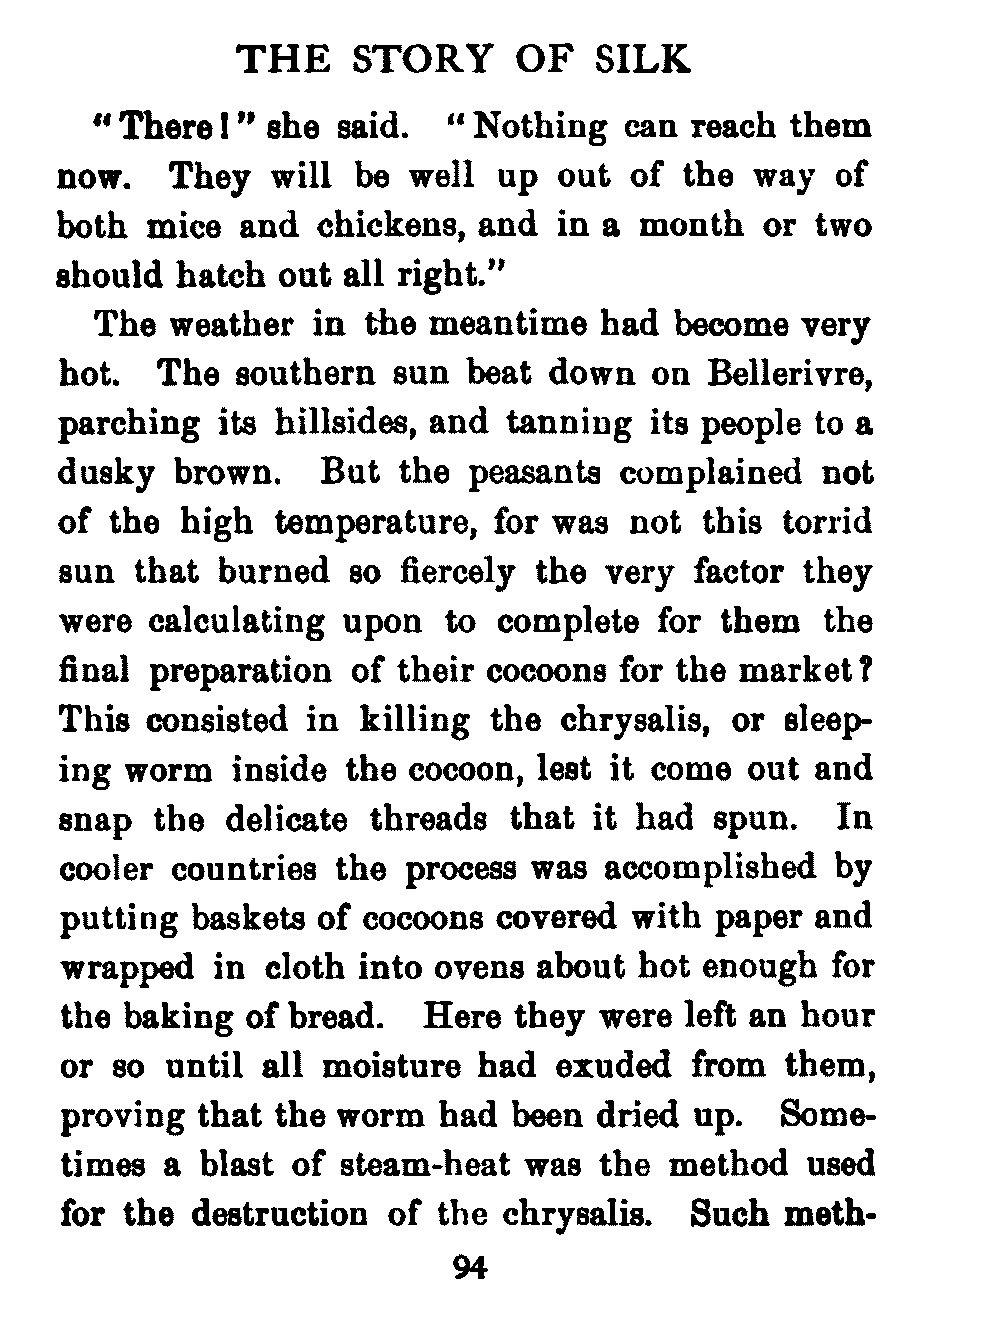 THE STORY OF SILK
"There!" she said. "Nothing can reach them
now. They will be well up out of the way of
both mice and chickens, and in a month or two
should hatch out all right."
The weather in the meantime had become very
hot. The southern sun beat down on Bellerivre,
parching its hillsides, and tanning its people to a
dusky brown. But the peasants complained not
of the high temperature, for was not this torrid
sun that burned so fiercely the very factor they
were calculating upon to complete for them the
final preparation of their cocoons for the market?
This consisted in killing the chrysalis, or sleep-
ing worm inside the cocoon, lest it come out and
snap the delicate threads that it had spun. In
cooler countries the process was accomplished by
putting baskets of cocoons covered with paper and
wrapped in cloth into ovens about hot enough for
the baking of bread. Here they were left an hour
or so until all moisture had exuded from them,
proving that the worm had been dried up. Some-
times a blast of steam-heat was the method used
for the destruction of the chrysalis. Such meth-
94